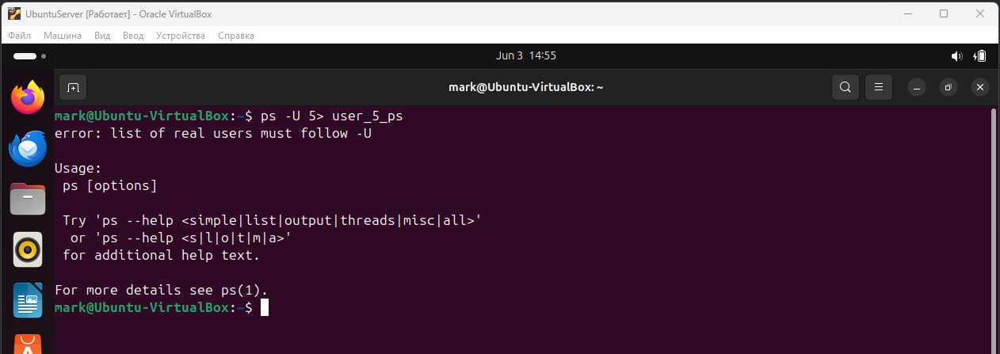 UbuntuServer [Работает] - Oracle VirtualBox
Файл Машина Вид Ввод Устройства Справка
Jun 3 14:55
mark@Ubuntu-VirtualBox: ~
mark@Ubuntu-VirtualBox:~$ ps -U 5> user_5_ps
error: list of real users must follow -U
Usage:
ps [options]
Try 'ps --help <simple|list|output|threads|misc|all>'
or 'ps --help <s|l|o|t|m|a>'
for additional help text.
For more details see ps(1).
mark@Ubuntu-VirtualBox:~$